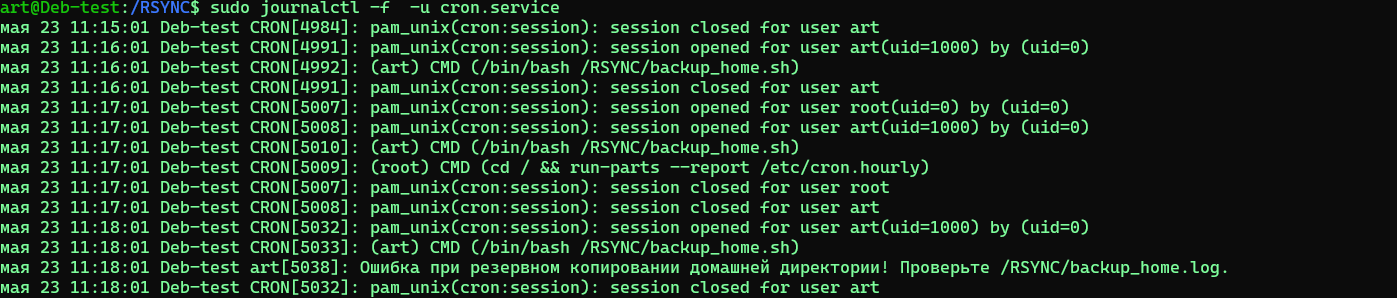 art@Deb-test:/RSYNC$ sudo journalctl -f  -u cron.service
мая 23 11:15:01 Deb-test CRON[4984]: pam_unix(cron:session): session closed for user art
мая 23 11:16:01 Deb-test CRON[4991]: pam_unix(cron:session): session opened for user art(uid=1000) by (uid=0)
мая 23 11:16:01 Deb-test CRON[4992]: (art) CMD (/bin/bash /RSYNC/backup_home.sh)
мая 23 11:16:01 Deb-test CRON[4991]: pam_unix(cron:session): session closed for user art
мая 23 11:17:01 Deb-test CRON[5007]: pam_unix(cron:session): session opened for user root(uid=0) by (uid=0)
мая 23 11:17:01 Deb-test CRON[5008]: pam_unix(cron:session): session opened for user art(uid=1000) by (uid=0)
мая 23 11:17:01 Deb-test CRON[5010]: (art) CMD (/bin/bash /RSYNC/backup_home.sh)
мая 23 11:17:01 Deb-test CRON[5009]: (root) CMD (cd / && run-parts --report /etc/cron.hourly)
мая 23 11:17:01 Deb-test CRON[5007]: pam_unix(cron:session): session closed for user root
мая 23 11:17:01 Deb-test CRON[5008]: pam_unix(cron:session): session closed for user art
мая 23 11:18:01 Deb-test CRON[5032]: pam_unix(cron:session): session opened for user art(uid=1000) by (uid=0)
мая 23 11:18:01 Deb-test CRON[5033]: (art) CMD (/bin/bash /RSYNC/backup_home.sh)
мая 23 11:18:01 Deb-test art[5038]: Ошибка при резервном копировании домашней директории! Проверьте /RSYNC/backup_home.log.
мая 23 11:18:01 Deb-test CRON[5032]: pam_unix(cron:session): session closed for user art